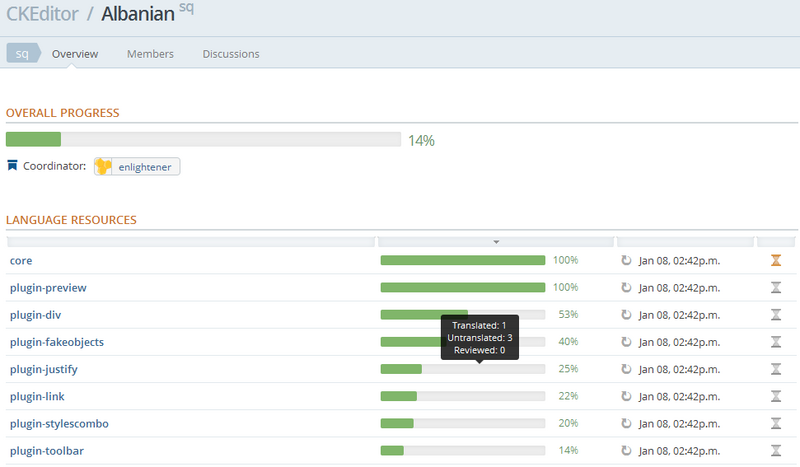 CKEditor / Albanian sq
sq Overview Members Discussions
OVERALL PROGRESS
14%
Coordinator: enlightener
LANGUAGE RESOURCES
core 100% Jan 08, 02:42p.m.
plugin-preview 100% Jan 08, 02:42p.m.
plugin-div 53% Jan 08, 02:42p.m.
Translated: 1
Untranslated: 3
Reviewed: 0
plugin-fakeobjects 40% Jan 08, 02:42p.m.
plugin-justify 25% Jan 08, 02:42p.m.
plugin-link 22% Jan 08, 02:42p.m.
plugin-stylescombo 20% Jan 08, 02:42p.m.
plugin-toolbar 14% Jan 08, 02:42p.m.